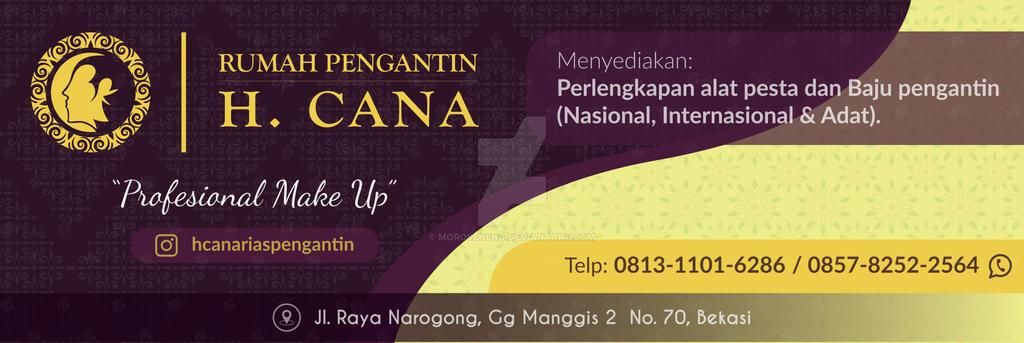 RUMAH PENGANTIN
H. CANA
"Profesional Make Up"
hcanariaspengantin
Menyediakan:
Perlengkapan alat pesta dan Baju pengantin
(Nasional, Internasional & Adat).
Telp: 0813-1101-6286 / 0857-8252-2564
Jl. Raya Narogong, Gg Manggis 2 No. 70, Bekasi